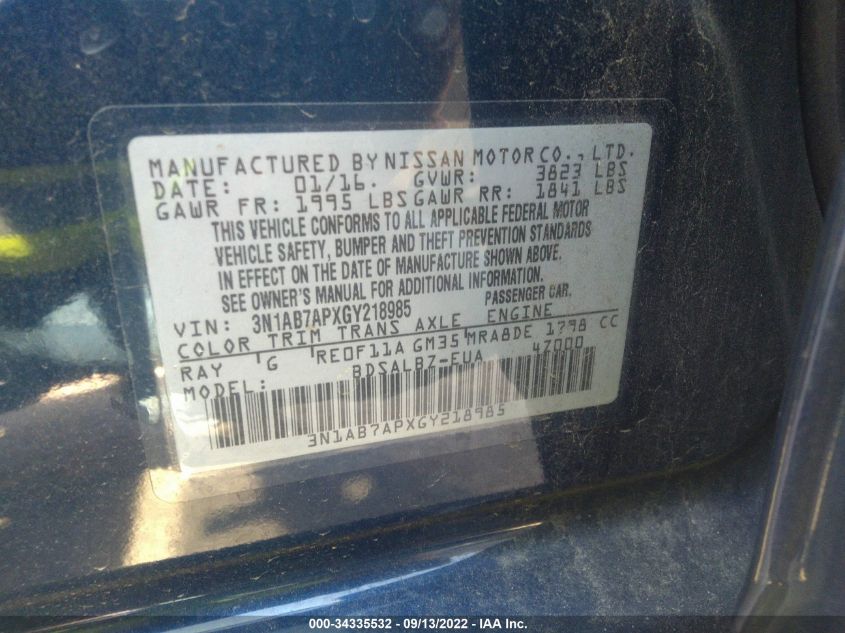 MANUFACTURED BY NISSAN MOTOR CO., LTD.
DATE: 01/16. GVWR: 3823 LBS
GAWR FR: 1995 LBS GAWR RR: 1841 LBS
THIS VEHICLE CONFORMS TO ALL APPLICABLE FEDERAL MOTOR
VEHICLE SAFETY, BUMPER AND THEFT PREVENTION STANDARDS
IN EFFECT ON THE DATE OF MANUFACTURE SHOWN ABOVE.
SEE OWNER'S MANUAL FOR ADDITIONAL INFORMATION.
VIN: 3N1AB7APXGY218985 PASSENGER CAR.
COLOR TRIM TRANS AXLE ENGINE
RAY G RE0F11A GM35 MRA8DE 1798 CC
MODEL: BDSALBZ-EUA 47000
3N1AB7APXGY218985
000-34335532 - 09/13/2022 - IAA Inc.